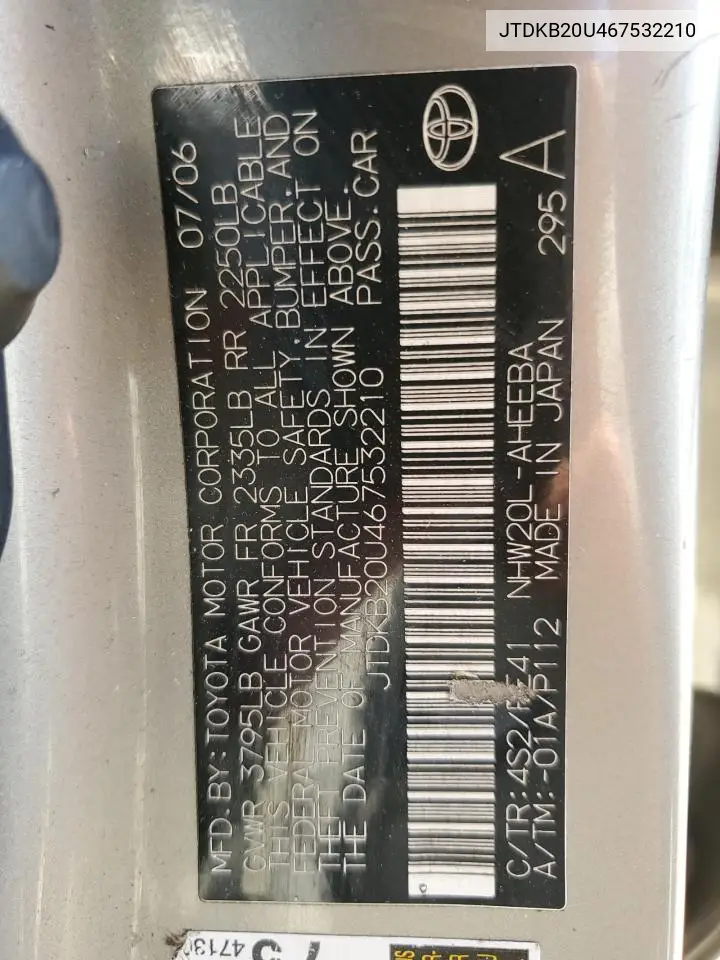 JTDKB20U467532210
MFD. BY: TOYOTA MOTOR CORPORATION 07/06
GVWR 3795LB GAWR FR 2335LB RR 2250LB
THIS VEHICLE CONFORMS TO ALL APPLICABLE
FEDERAL MOTOR VEHICLE SAFETY, BUMPER, AND
THEFT PREVENTION STANDARDS IN EFFECT ON
THE DATE OF MANUFACTURE SHOWN ABOVE.
JTDKB20U467532210 PASS. CAR
C/TR: 4S2/ 41 NHW20L-AHEEBA 295 A
A/TM: -01A/P112 MADE IN JAPAN